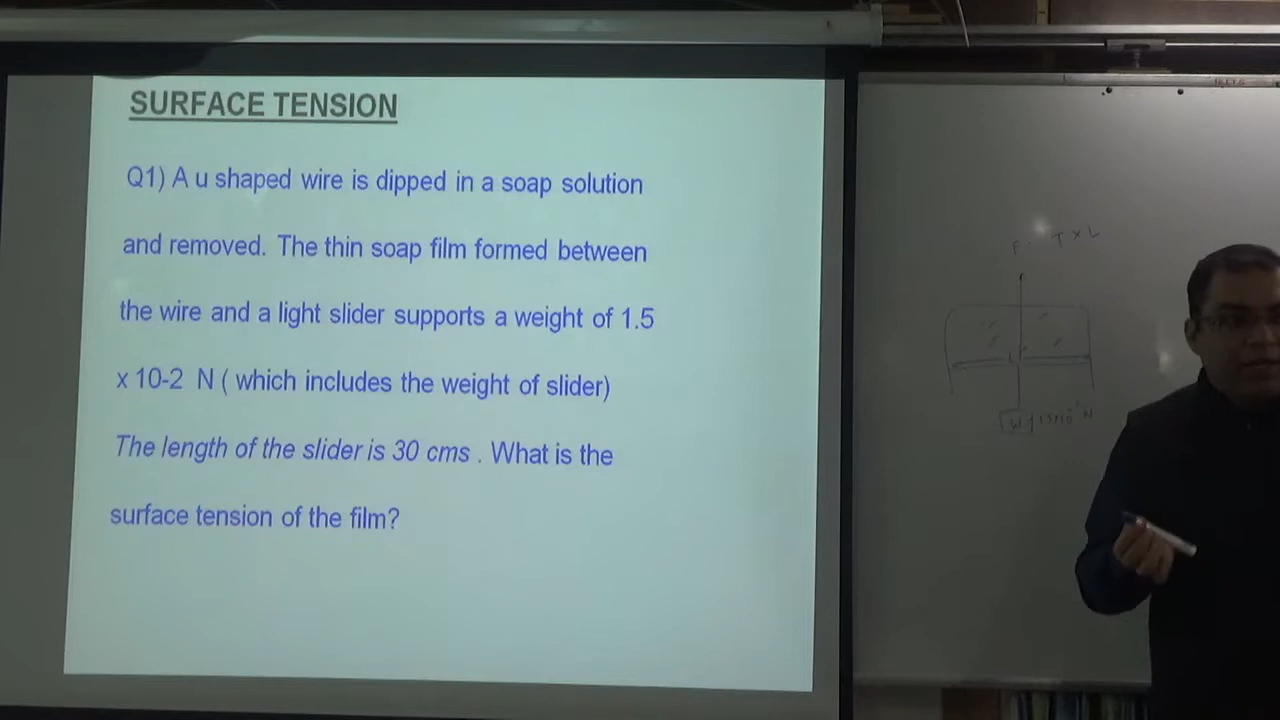 SURFACE TENSION
Q1) A u shaped wire is dipped in a soap solution
and removed. The thin soap film formed between
the wire and a light slider supports a weight of 1.5
x 10-2 N ( which includes the weight of slider)
The length of the slider is 30 cms . What is the
surface tension of the film?
F = T × L
L